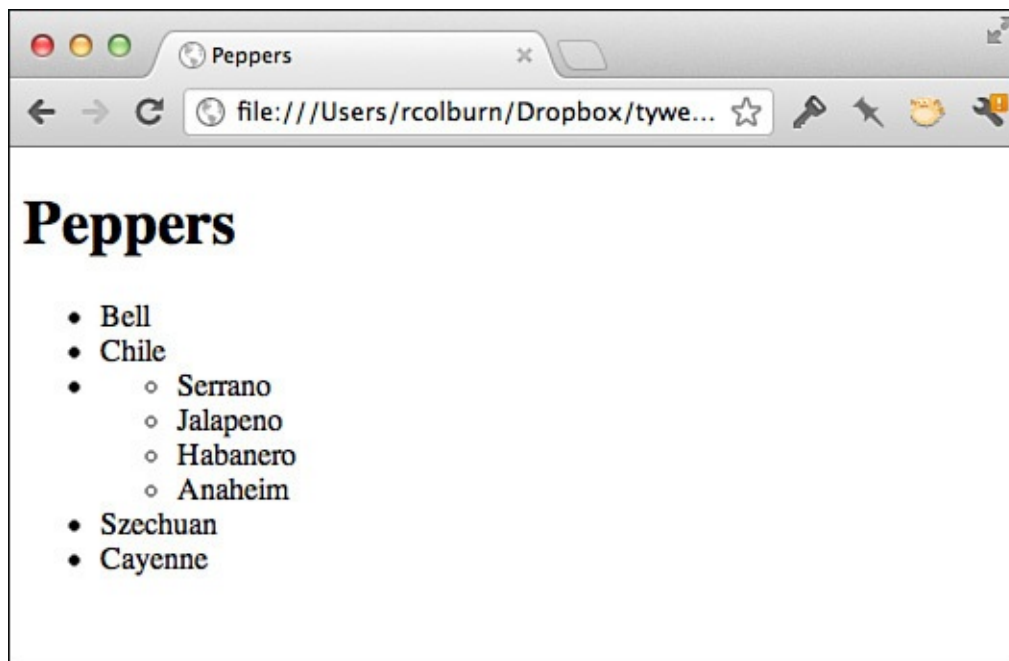 Peppers
file:///Users/rcolburn/Dropbox/tywe...
Peppers
Bell
Chile
Serrano
Jalapeno
Habanero
Anaheim
Szechuan
Cayenne